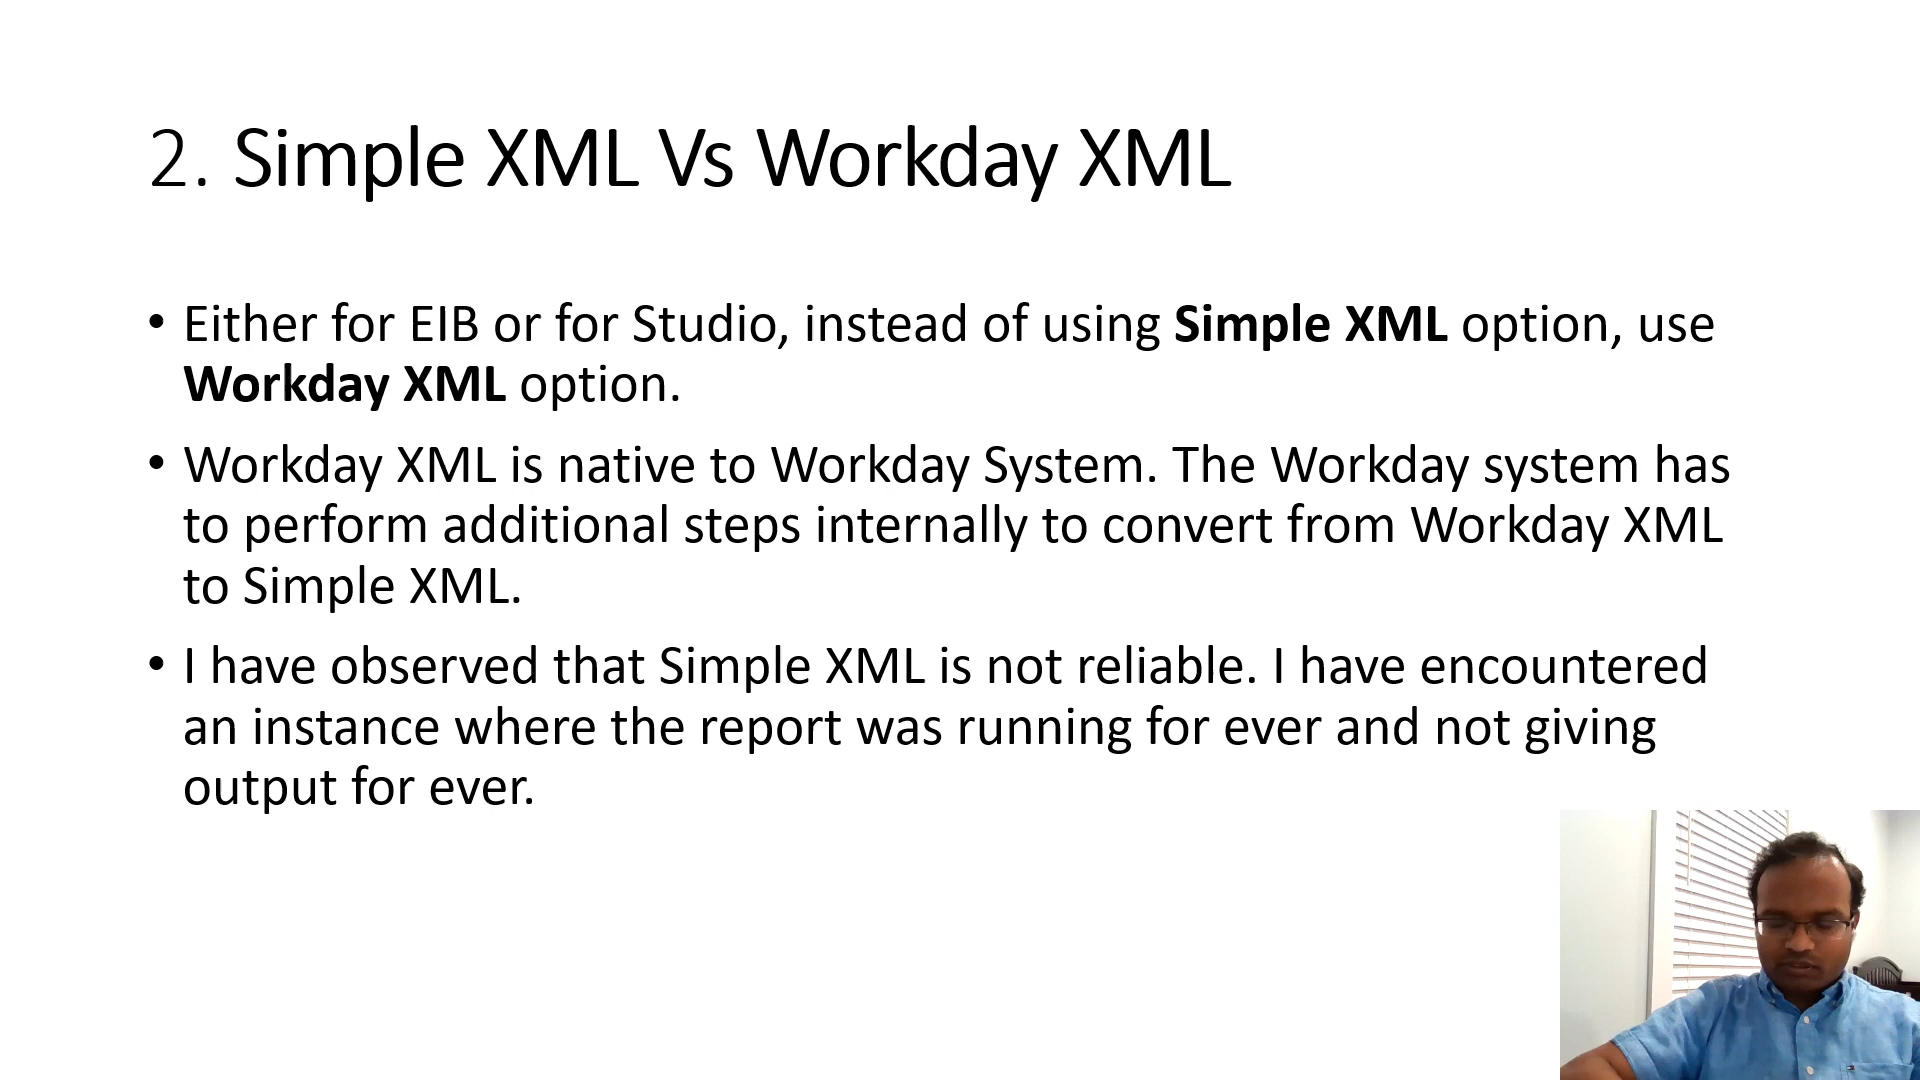 2. Simple XML Vs Workday XML
• Either for EIB or for Studio, instead of using Simple XML option, use
Workday XML option.
• Workday XML is native to Workday System. The Workday system has
to perform additional steps internally to convert from Workday XML
to Simple XML.
• I have observed that Simple XML is not reliable. I have encountered
an instance where the report was running for ever and not giving
output for ever.